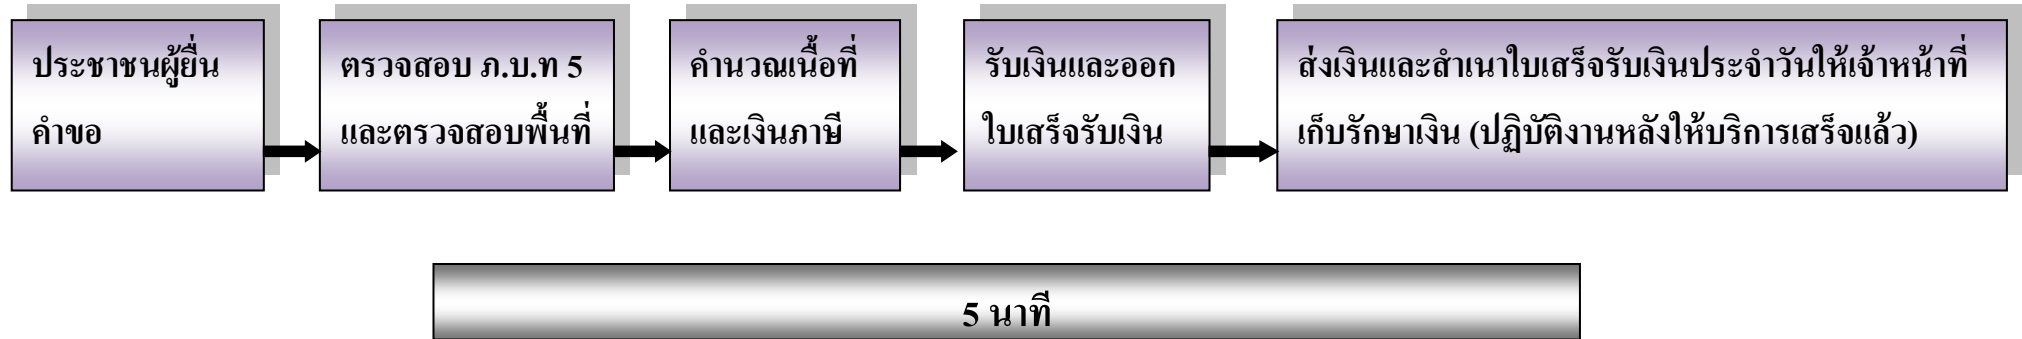 ประชาชนผู้ยื่น
คำขอ
ตรวจสอบ ภ.บ.ท 5
และตรวจสอบพื้นที่
คำนวณเนื้อที่
และเงินภาษี
รับเงินและออก
ใบเสร็จรับเงิน
ส่งเงินและสำเนาใบเสร็จรับเงินประจำวันให้เจ้าหน้าที่
เก็บรักษาเงิน (ปฏิบัติงานหลังให้บริการเสร็จแล้ว)
5 นาที